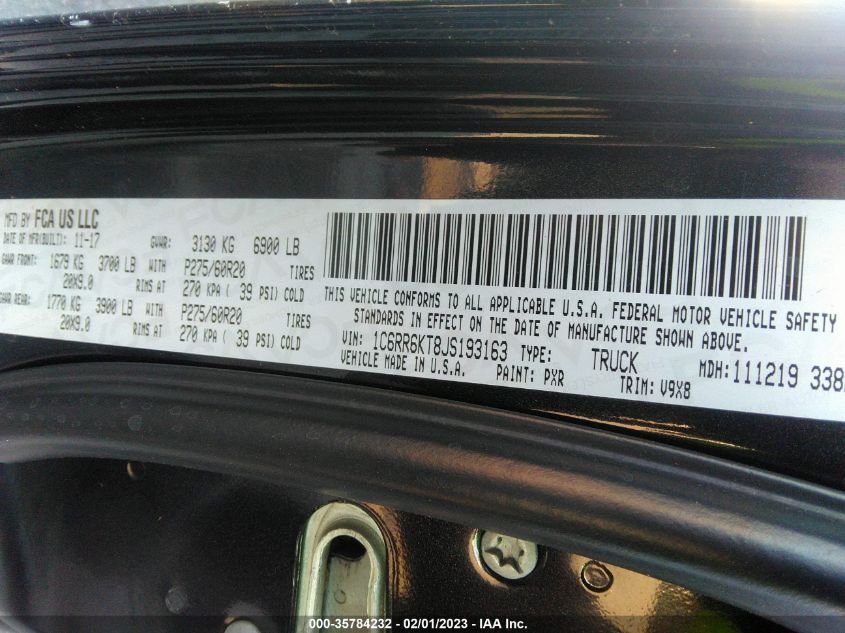 MFD BY FCA US LLC
DATE OF MFR(BUILT): 11-17 GVWR: 3130 KG 6900 LB
GAWR FRONT: 1679 KG 3700 LB WITH P275/60R20 TIRES
20X9.0 RIMS AT 270 KPA ( 39 PSI) COLD
GAWR REAR: 1770 KG 3900 LB WITH P275/60R20 TIRES
20X9.0 RIMS AT 270 KPA ( 39 PSI) COLD
THIS VEHICLE CONFORMS TO ALL APPLICABLE U.S.A. FEDERAL MOTOR VEHICLE SAFETY
STANDARDS IN EFFECT ON THE DATE OF MANUFACTURE SHOWN ABOVE.
VIN: 1C6RR6KT8JS193163 TYPE: TRUCK MDH: 111219 338
VEHICLE MADE IN U.S.A. PAINT: PXR TRIM: V9X8
000-35784232 - 02/01/2023 - IAA Inc.